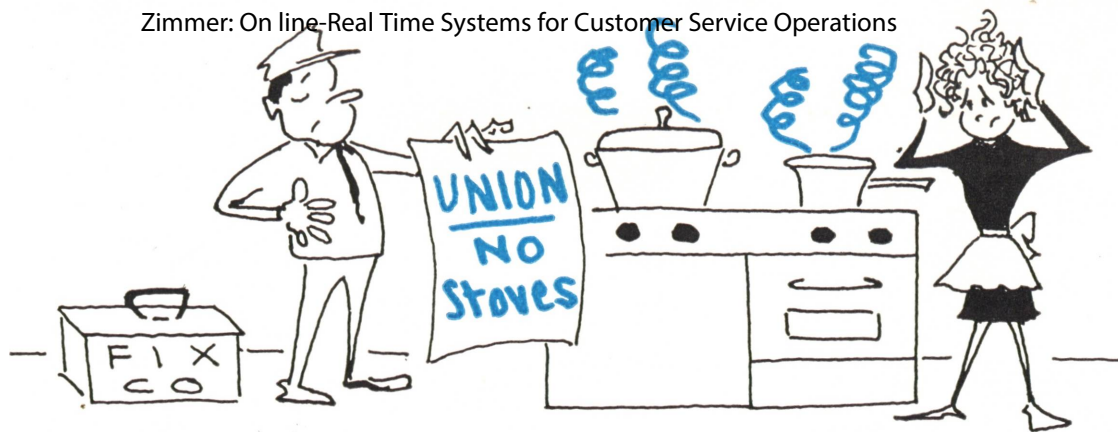 Zimmer: On line-Real Time Systems for Customer Service Operations
UNION
NO
Stoves
FIX
CO